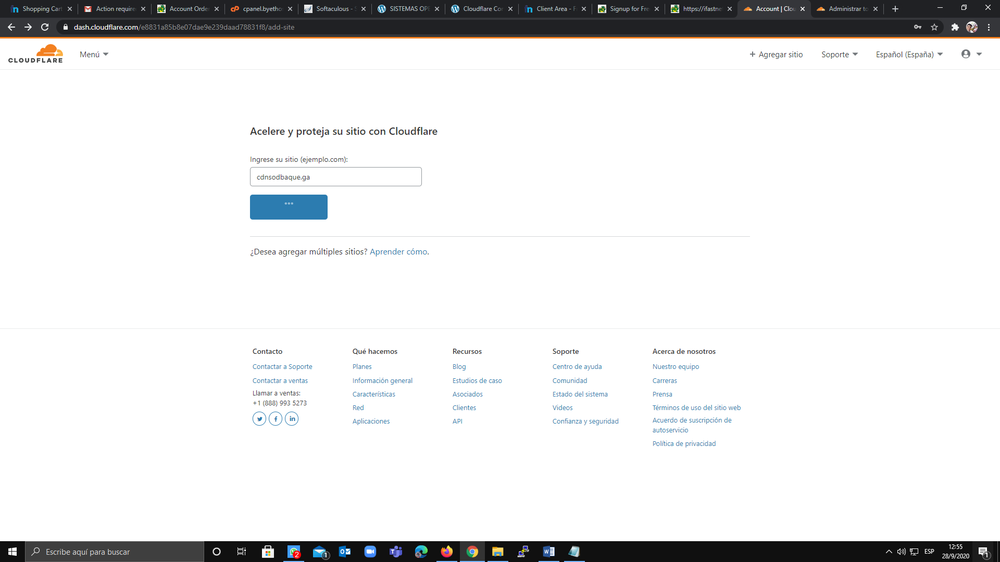 Shopping Cart
Action require
Account Order
cpanel.byetho
Softaculous - S
SISTEMAS OPE
Cloudflare Con
Client Area - F
Signup for Fre
https://ifastne
Account | Clou
Administrar to
dash.cloudflare.com/e8831a85b8e07dae9e239daad78831f8/add-site
CLOUDFLARE
Menú
+ Agregar sitio
Soporte
Español (España)
Acelere y proteja su sitio con Cloudflare
Ingrese su sitio (ejemplo.com):
cdnsodbaque.ga
¿Desea agregar múltiples sitios? Aprender cómo.
Contacto
Contactar a Soporte
Contactar a ventas
Llamar a ventas:
+1 (888) 993 5273
Qué hacemos
Planes
Información general
Características
Red
Aplicaciones
Recursos
Blog
Estudios de caso
Asociados
Clientes
API
Soporte
Centro de ayuda
Comunidad
Estado del sistema
Videos
Confianza y seguridad
Acerca de nosotros
Nuestro equipo
Carreras
Prensa
Términos de uso del sitio web
Acuerdo de suscripción de
autoservicio
Política de privacidad
Escribe aquí para buscar
2
1
ESP
12:55
28/9/2020
1